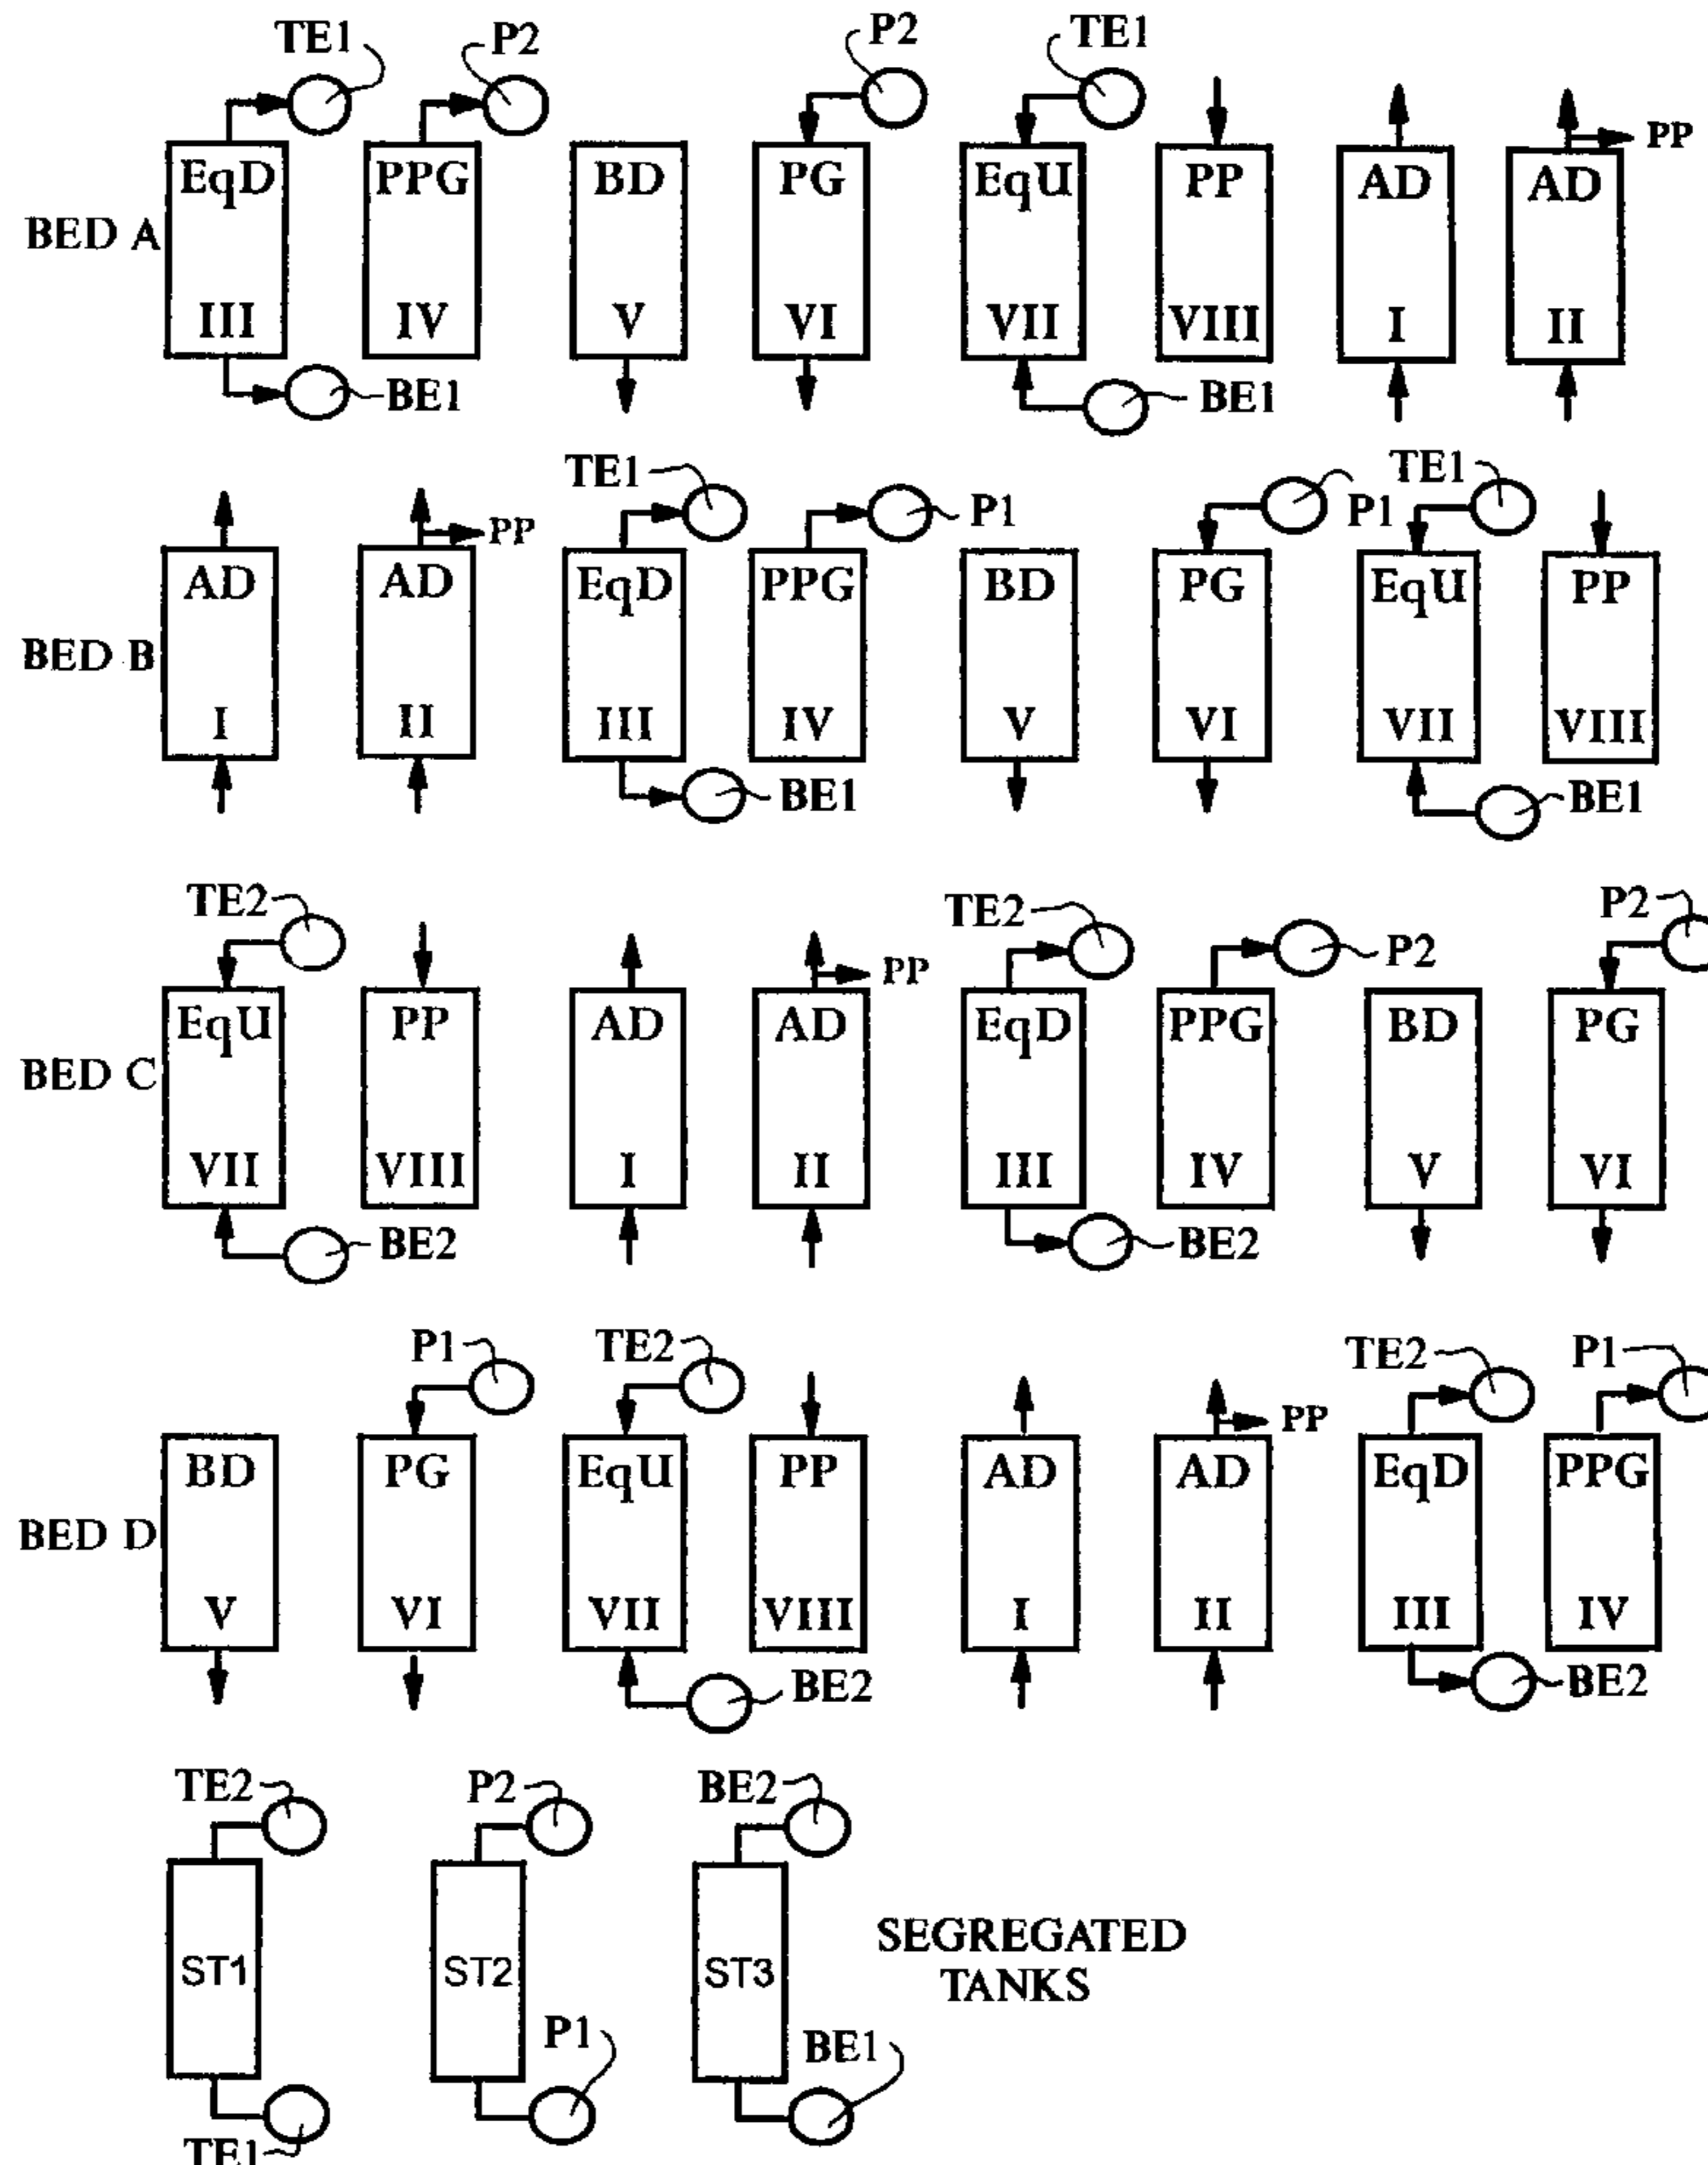 TE1 P2 P2 TE1
EqD PPG BD PG EqU PP AD AD PP
BED A
III IV V VI VII VIII I II
BE1 BE1
TE1 P1 P1 TE1
AD AD PP EqD PPG BD PG EqU PP
BED B
I II III IV V VI VII VIII
BE1 BE1
TE2 TE2 P2 P2
EqU PP AD AD PP EqD PPG BD PG
BED C
VII VIII I II III IV V VI
BE2 BE2
P1 TE2 TE2 P1
BD PG EqU PP AD AD PP EqD PPG
BED D
V VI VII VIII I II III IV
BE2 BE2
TE2 P2 BE2
ST1 ST2 ST3
SEGREGATED
TANKS
P1 BE1
TE1